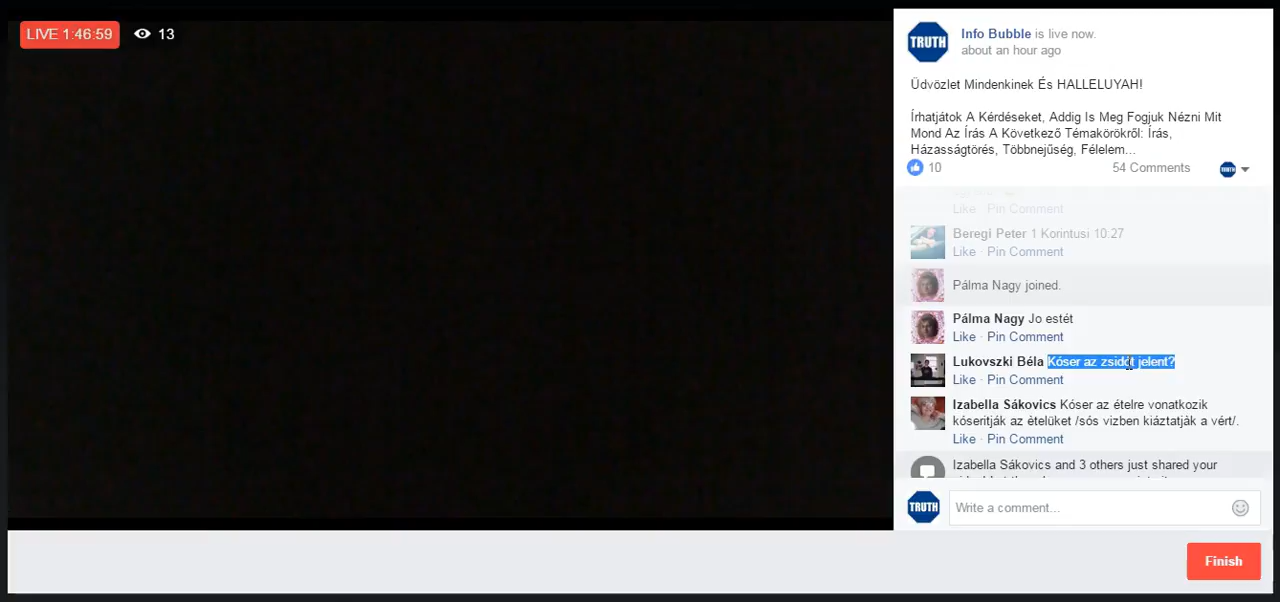 LIVE 1:46:59
13
TRUTH
Info Bubble is live now.
about an hour ago
Üdvözlet Mindenkinek És HALLELUYAH!
Írhatjátok A Kérdéseket, Addig Is Meg Fogjuk Nézni Mit
Mond Az Írás A Következő Témakörökről: Írás,
Házasságtörés, Többnejűség, Félelem...
10
54 Comments
TRUTH
Like · Pin Comment
Beregi Peter 1 Korintusi 10:27
Like · Pin Comment
Pálma Nagy joined.
Pálma Nagy Jo estét
Like · Pin Comment
Lukovszki Béla Kóser az zsidót jelent?
Like · Pin Comment
Izabella Sákovics Kóser az ételre vonatkozik
kóseritják az ètelüket /sós vizben kiáztatják a vért/.
Like · Pin Comment
Izabella Sákovics and 3 others just shared your
TRUTH
Write a comment...
Finish